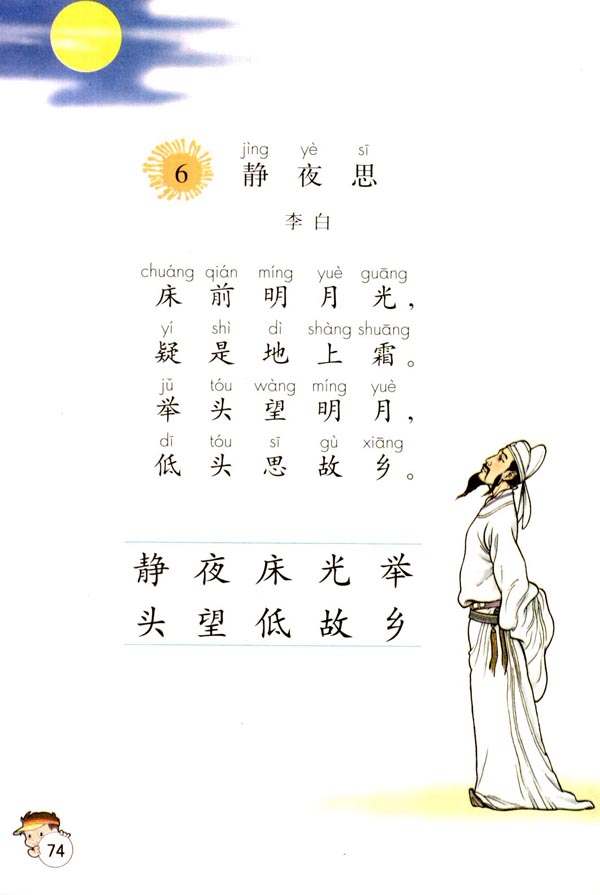 jìng yè sī
6 静夜思
李白
chuáng qián míng yuè guāng
床前明月光，
yí shì dì shàng shuāng
疑是地上霜。
jǔ tóu wàng míng yuè
举头望明月，
dī tóu sī gù xiāng
低头思故乡。
静夜床光举
头望低故乡
74